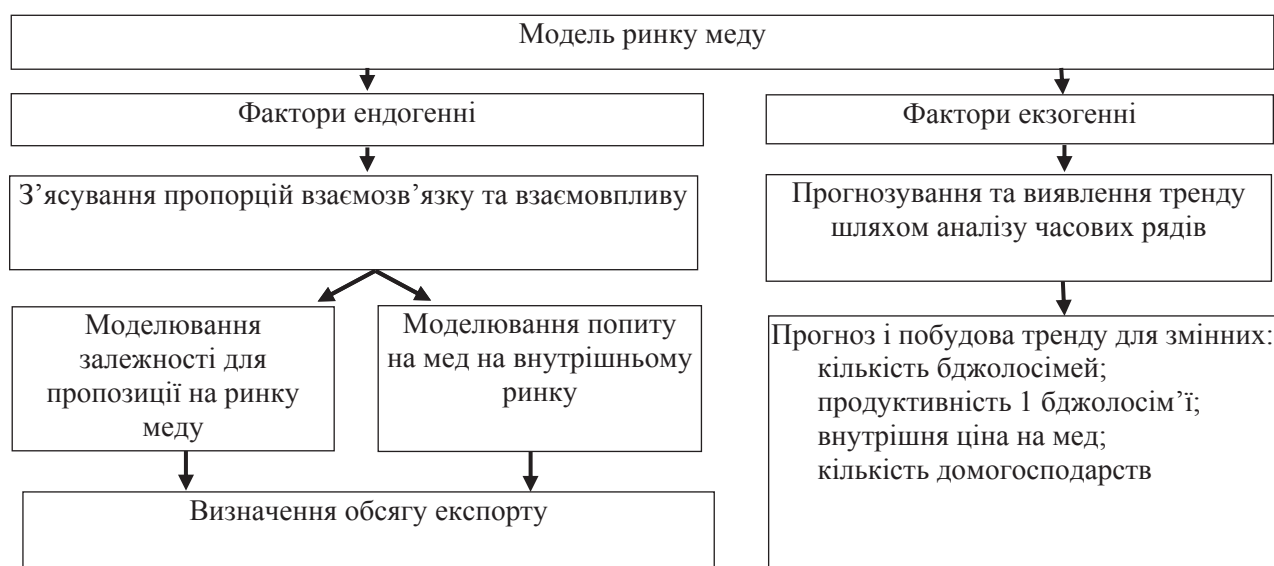 Модель ринку меду
Фактори ендогенні
Фактори екзогенні
З’ясування пропорцій взаємозв’язку та взаємовпливу
Прогнозування та виявлення тренду
шляхом аналізу часових рядів
Моделювання
залежності для
пропозиції на ринку
меду
Моделювання попиту
на мед на внутрішньому
ринку
Прогноз і побудова тренду для змінних:
кількість бджолосімей;
продуктивність 1 бджолосім’ї;
внутрішня ціна на мед;
кількість домогосподарств
Визначення обсягу експорту